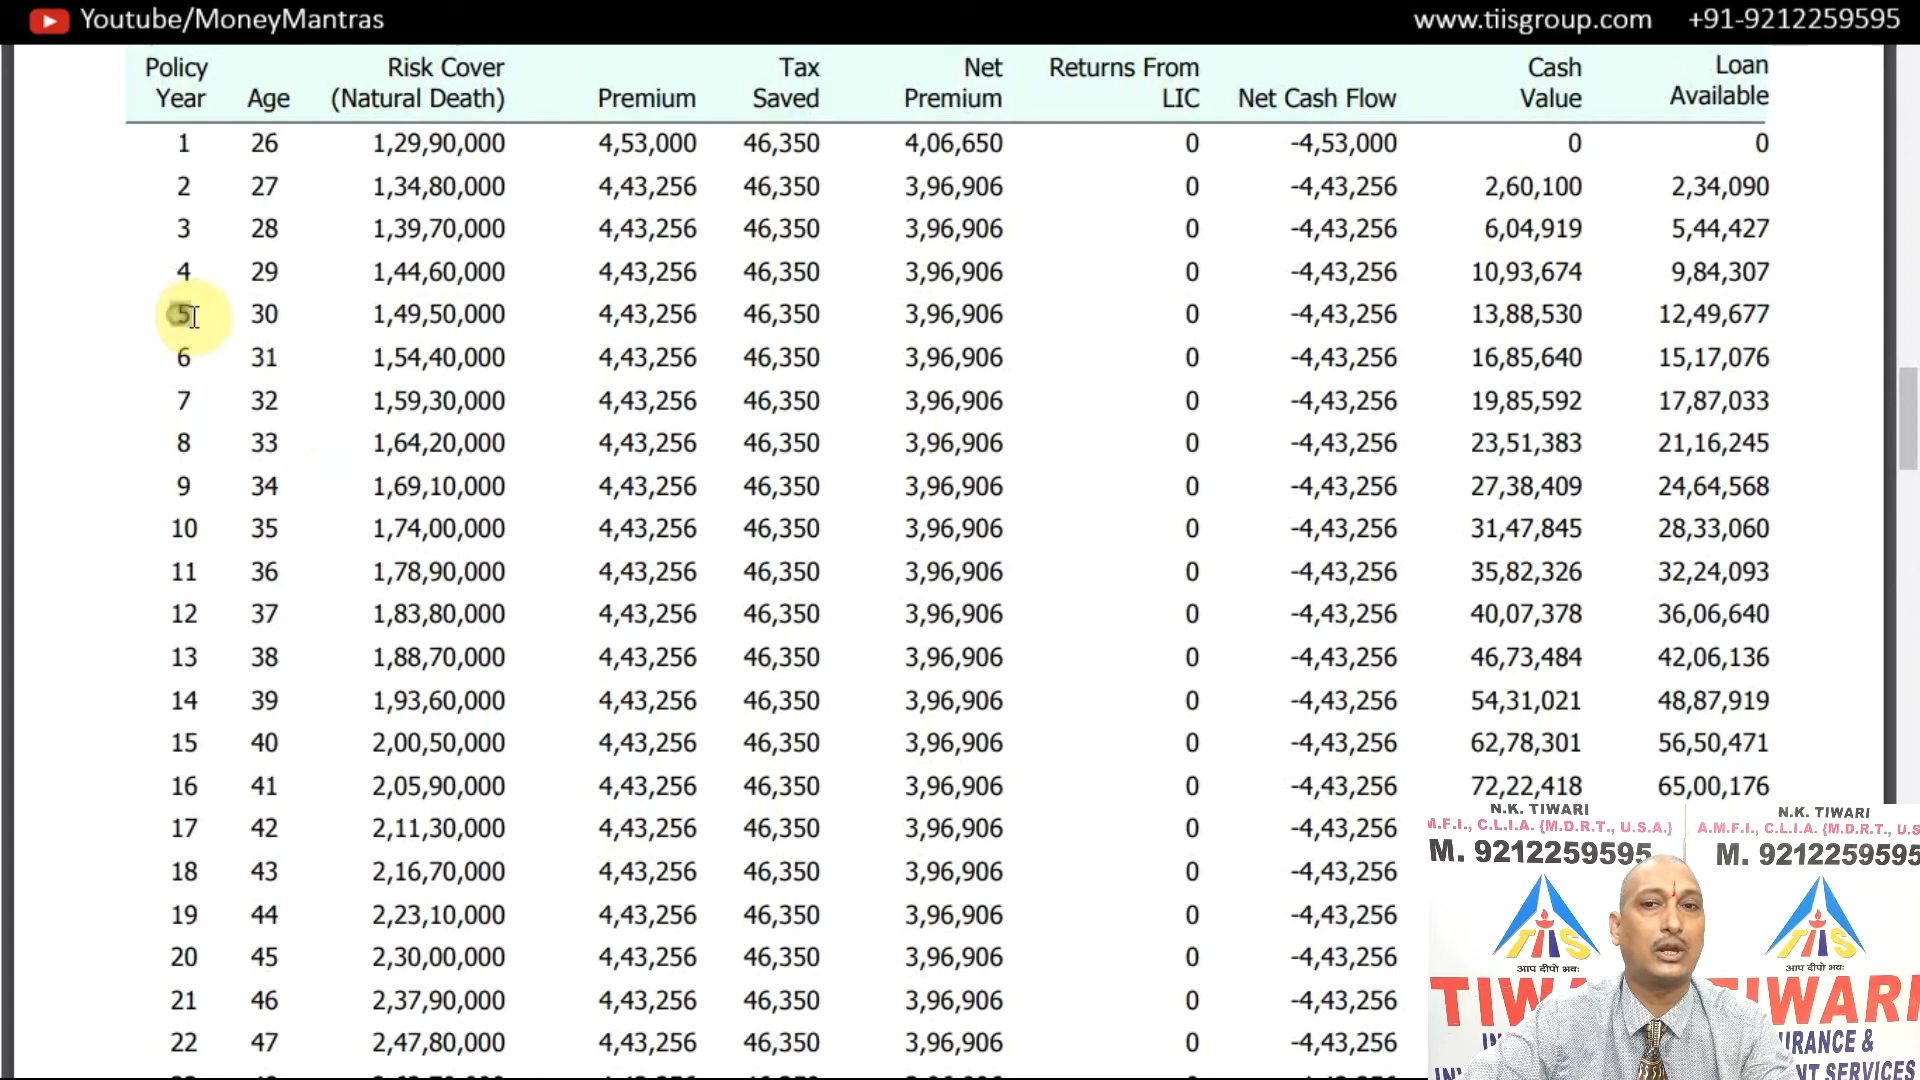 Youtube/MoneyMantras www.tiisgroup.com +91-9212259595
Policy Year Age Risk Cover (Natural Death) Premium Tax Saved Net Premium Returns From LIC Net Cash Flow Cash Value Loan Available
1 26 1,29,90,000 4,53,000 46,350 4,06,650 0 -4,53,000 0 0
2 27 1,34,80,000 4,43,256 46,350 3,96,906 0 -4,43,256 2,60,100 2,34,090
3 28 1,39,70,000 4,43,256 46,350 3,96,906 0 -4,43,256 6,04,919 5,44,427
4 29 1,44,60,000 4,43,256 46,350 3,96,906 0 -4,43,256 10,93,674 9,84,307
5 30 1,49,50,000 4,43,256 46,350 3,96,906 0 -4,43,256 13,88,530 12,49,677
6 31 1,54,40,000 4,43,256 46,350 3,96,906 0 -4,43,256 16,85,640 15,17,076
7 32 1,59,30,000 4,43,256 46,350 3,96,906 0 -4,43,256 19,85,592 17,87,033
8 33 1,64,20,000 4,43,256 46,350 3,96,906 0 -4,43,256 23,51,383 21,16,245
9 34 1,69,10,000 4,43,256 46,350 3,96,906 0 -4,43,256 27,38,409 24,64,568
10 35 1,74,00,000 4,43,256 46,350 3,96,906 0 -4,43,256 31,47,845 28,33,060
11 36 1,78,90,000 4,43,256 46,350 3,96,906 0 -4,43,256 35,82,326 32,24,093
12 37 1,83,80,000 4,43,256 46,350 3,96,906 0 -4,43,256 40,07,378 36,06,640
13 38 1,88,70,000 4,43,256 46,350 3,96,906 0 -4,43,256 46,73,484 42,06,136
14 39 1,93,60,000 4,43,256 46,350 3,96,906 0 -4,43,256 54,31,021 48,87,919
15 40 2,00,50,000 4,43,256 46,350 3,96,906 0 -4,43,256 62,78,301 56,50,471
16 41 2,05,90,000 4,43,256 46,350 3,96,906 0 -4,43,256 72,22,418 65,00,176
17 42 2,11,30,000 4,43,256 46,350 3,96,906 0 -4,43,256
18 43 2,16,70,000 4,43,256 46,350 3,96,906 0 -4,43,256
19 44 2,23,10,000 4,43,256 46,350 3,96,906 0 -4,43,256
20 45 2,30,00,000 4,43,256 46,350 3,96,906 0 -4,43,256
21 46 2,37,90,000 4,43,256 46,350 3,96,906 0 -4,43,256
22 47 2,47,80,000 4,43,256 46,350 3,96,906 0 -4,43,256
N.K. TIWARI N.K. TIWARI
M.F.I., C.L.I.A. {M.D.R.T., U.S.A.} A.M.F.I., C.L.I.A. {M.D.R.T., U.S
M. 9212259595 M. 9212259595
TIIS TIIS
आप दीपो भवः आप दीपो भवः
TIW TIWARI
IN URANCE &
INV NT SERVICES